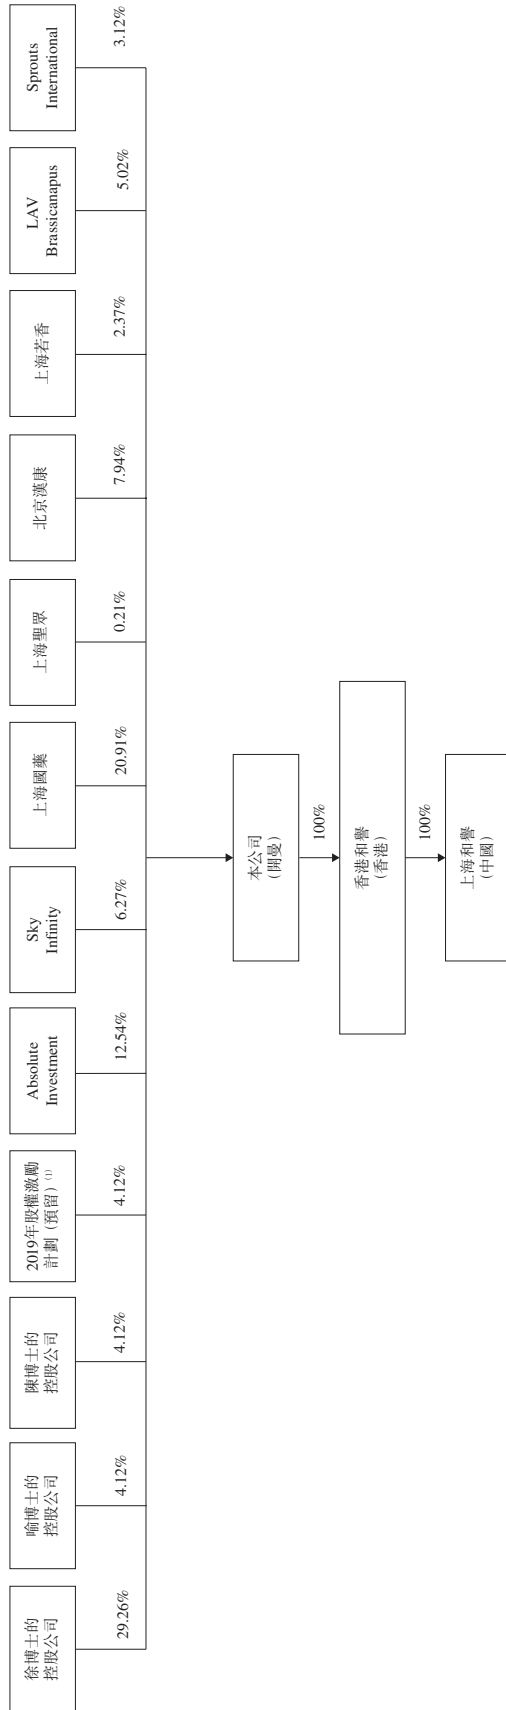 徐博士的
控股公司
29.26%
喻博士的
控股公司
4.12%
陳博士的
控股公司
4.12%
2019年股權激勵
計劃（預留）(1)
4.12%
Absolute
Investment
12.54%
Sky
Infinity
6.27%
上海國藥
20.91%
上海聖眾
0.21%
北京漢康
7.94%
上海若香
2.37%
LAV
Brassicanapus
5.02%
Sprouts
International
3.12%
本公司
（開曼）
100%
香港和譽
（香港）
100%
上海和譽
（中國）